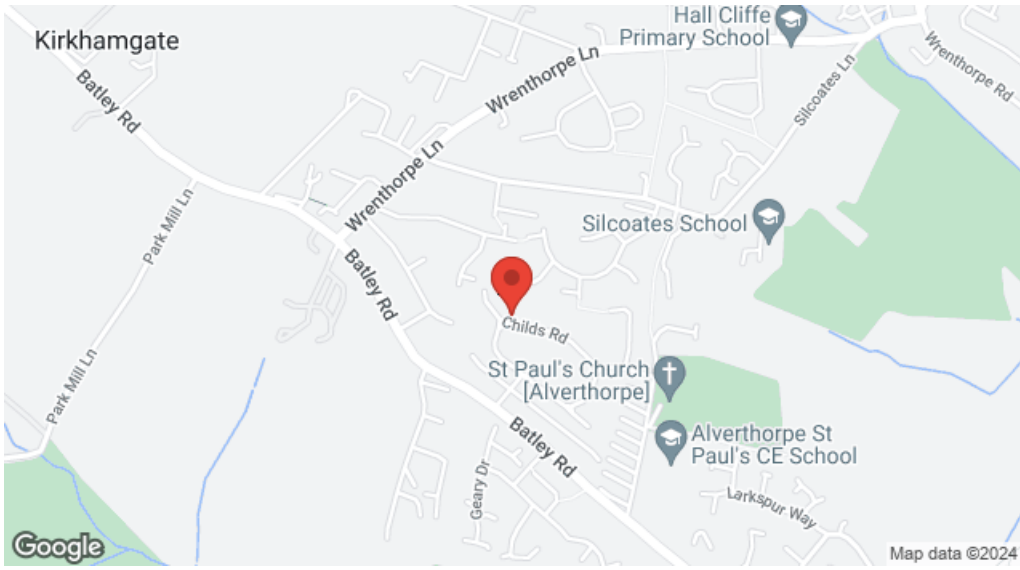 Hall Cliffe
Primary School
Kirkhamgate
Wrenthorpe Rd
Batley Rd
Wrenthorpe Ln
Silcoates Ln
Wrenthorpe Ln
Park Mill Ln
Silcoates School
Batley Rd
Childs Rd
Park Mill Ln
St Paul's Church
[Alverthorpe]
Batley Rd
Alverthorpe St
Paul's CE School
Geary Dr
Larkspur Way
Google
Map data ©2024